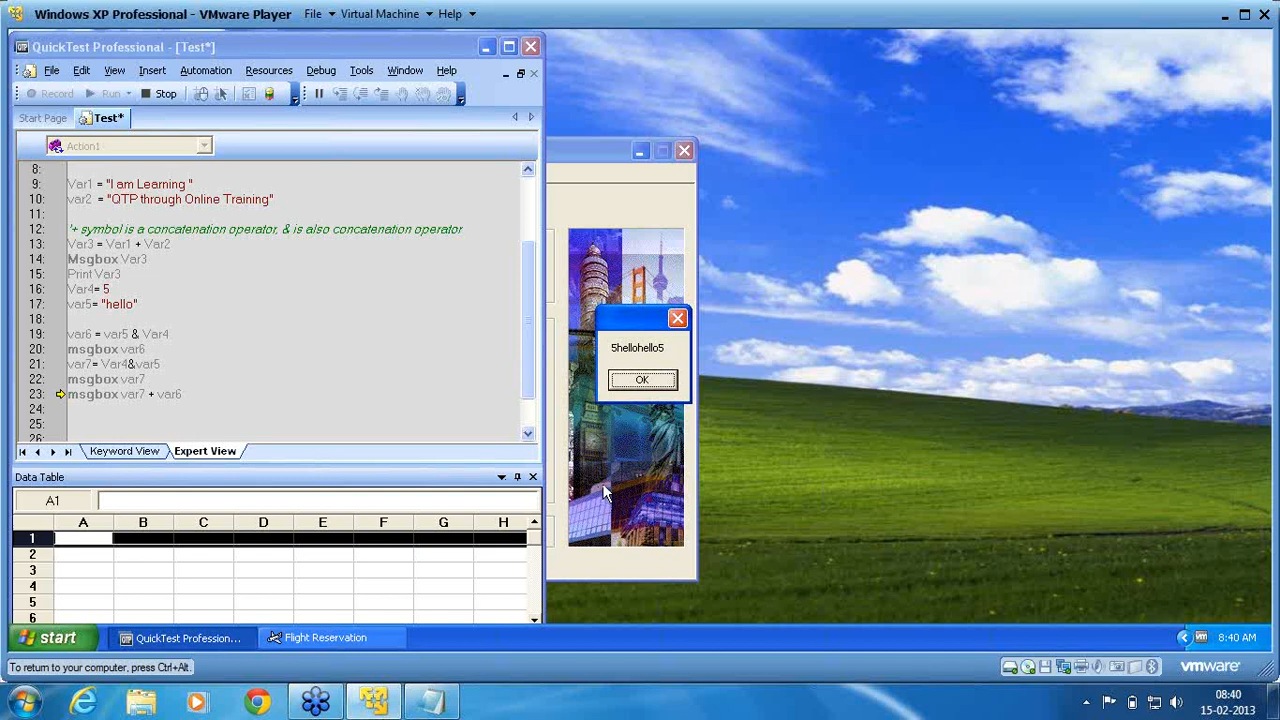 Windows XP Professional - VMware Player File Virtual Machine Help
QuickTest Professional - [Test*]
File Edit View Insert Automation Resources Debug Tools Window Help
Record Run Stop
Start Page Test*
Action1
8:
9: Var1 = "I am Learning "
10: var2 = "QTP through Online Training"
11:
12: '+ symbol is a concatenation operator, & is also concatenation operator
13: Var3 = Var1 + Var2
14: Msgbox Var3
15: Print Var3
16: Var4= 5
17: var5= "hello"
18:
19: var6 = var5 & Var4
20: msgbox var6
21: var7= Var4&var5
22: msgbox var7
23: msgbox var7 + var6
24:
25:
26:
Keyword View Expert View
5hellohello5
OK
Data Table
A1
A B C D E F G H
1
2
3
4
5
6
start QuickTest Profession... Flight Reservation 8:40 AM
To return to your computer, press Ctrl+Alt. vmware
08:40
15-02-2013